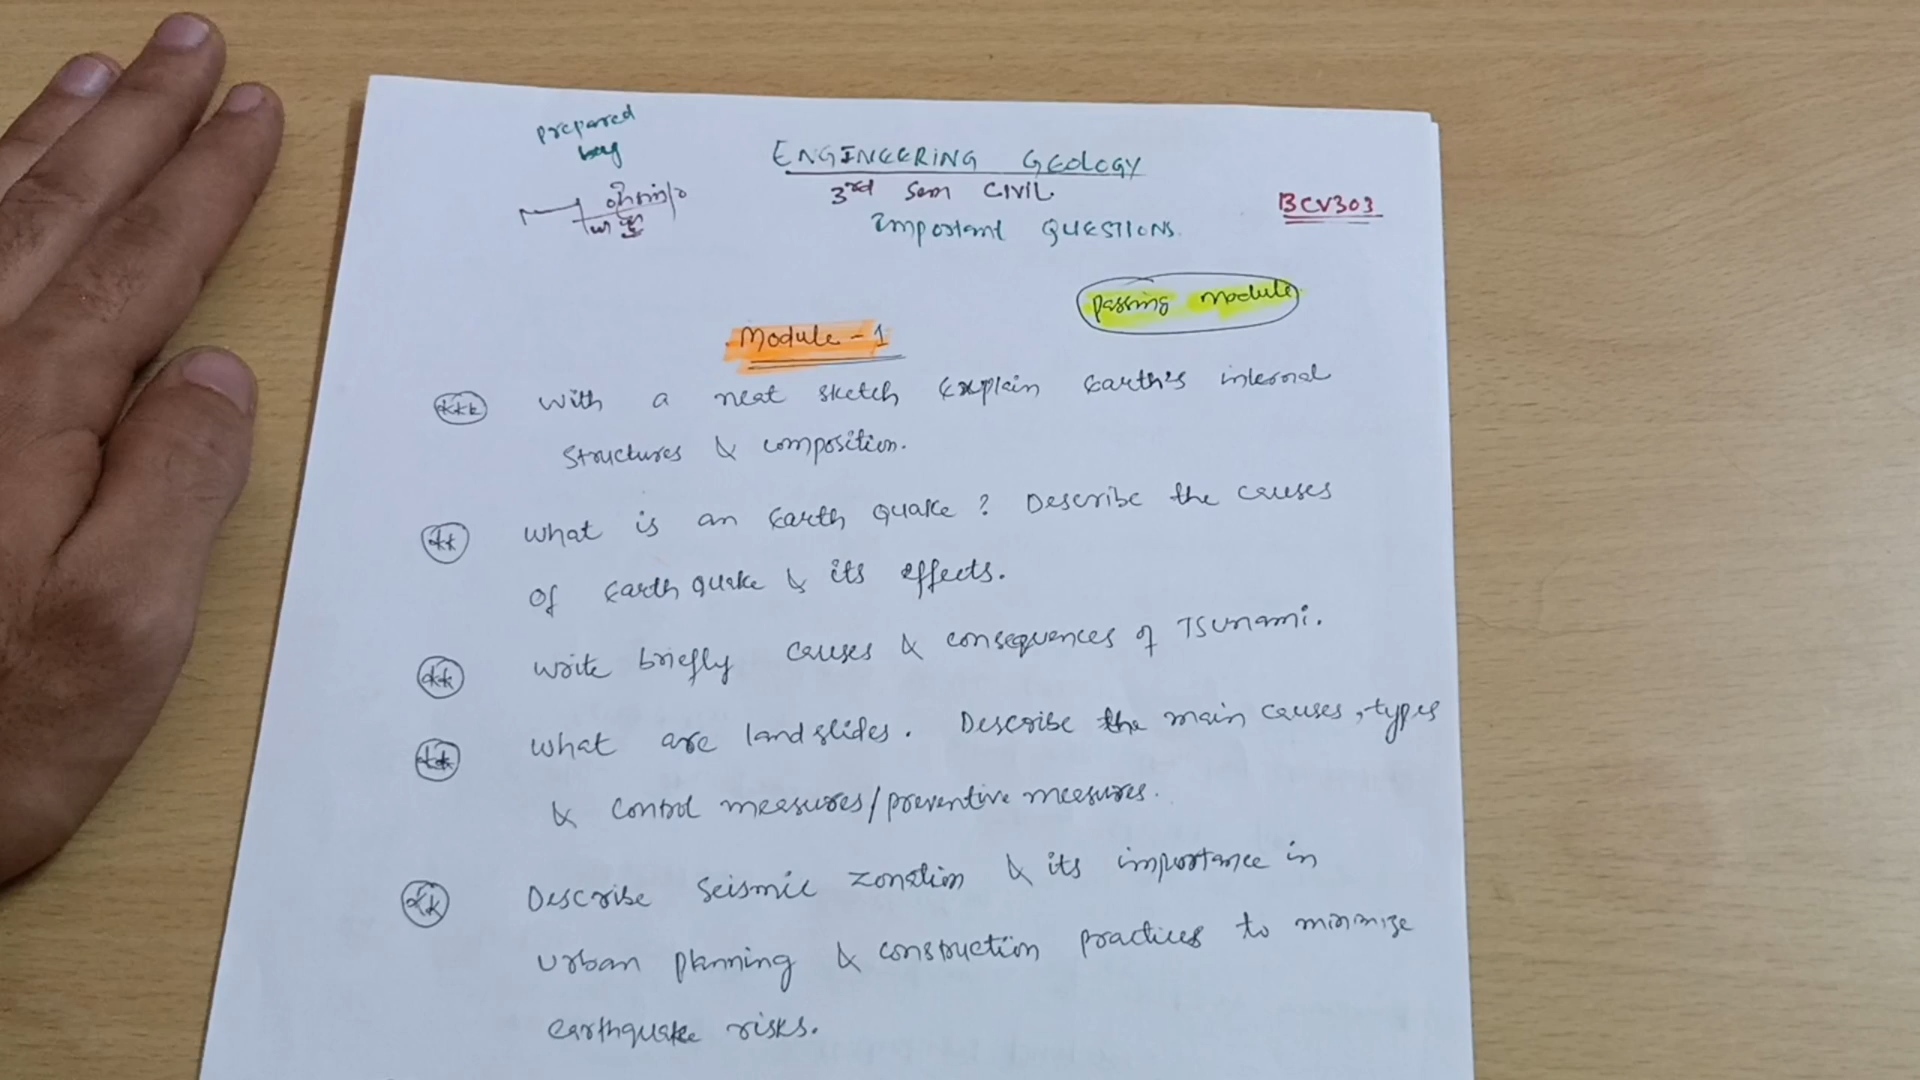 prepared
by
ENGINEERING GEOLOGY
3rd Sem CIVIL
BCV303
Important QUESTIONS.
Passing module
Module - 1
With a neat sketch Explain Earth's internal
Structures & composition.
What is an Earth quake? Describe the causes
of Earth quake & its effects.
Write briefly causes & consequences of Tsunami.
What are landslides. Describe the main causes, types
& control measures/preventive measures.
Describe Seismic zonation & its importance in
urban planning & construction practices to minimize
earthquake risks.